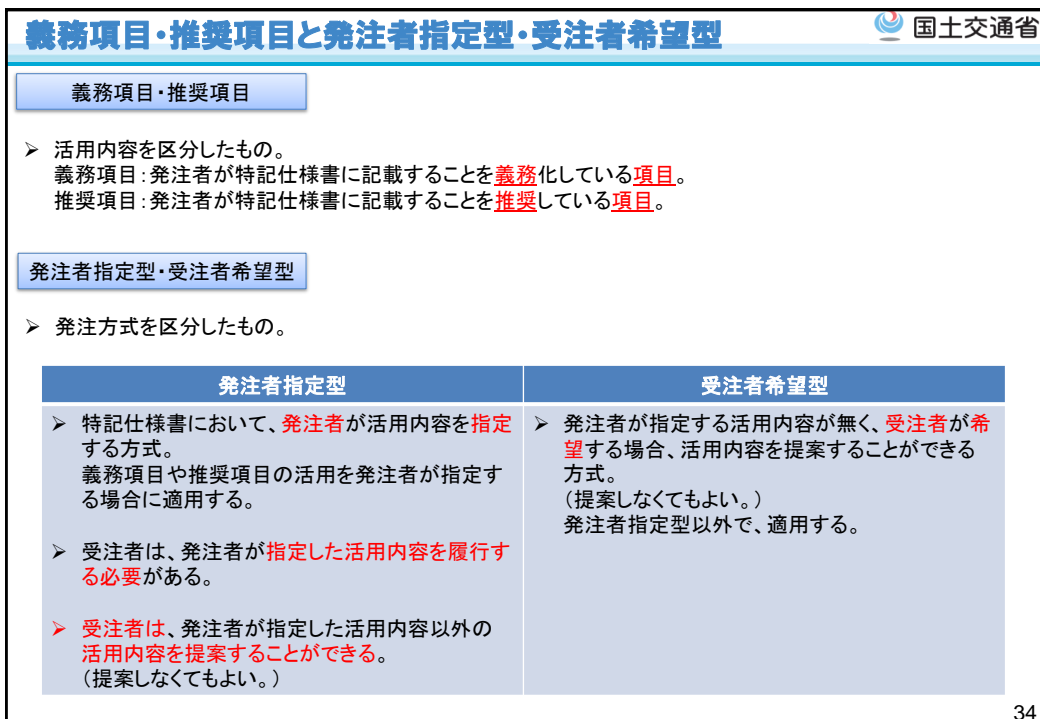 義務項目・推奨項目と発注者指定型・受注者希望型
国土交通省
義務項目・推奨項目
➢ 活用内容を区分したもの。
義務項目：発注者が特記仕様書に記載することを義務化している項目。
推奨項目：発注者が特記仕様書に記載することを推奨している項目。
発注者指定型・受注者希望型
➢ 発注方式を区分したもの。
発注者指定型
➢ 特記仕様書において、発注者が活用内容を指定
する方式。
義務項目や推奨項目の活用を発注者が指定す
る場合に適用する。
➢ 受注者は、発注者が指定した活用内容を履行す
る必要がある。
➢ 受注者は、発注者が指定した活用内容以外の
活用内容を提案することができる。
（提案しなくてもよい。）
受注者希望型
➢ 発注者が指定する活用内容が無く、受注者が希
望する場合、活用内容を提案することができる
方式。
（提案しなくてもよい。）
発注者指定型以外で、適用する。
34